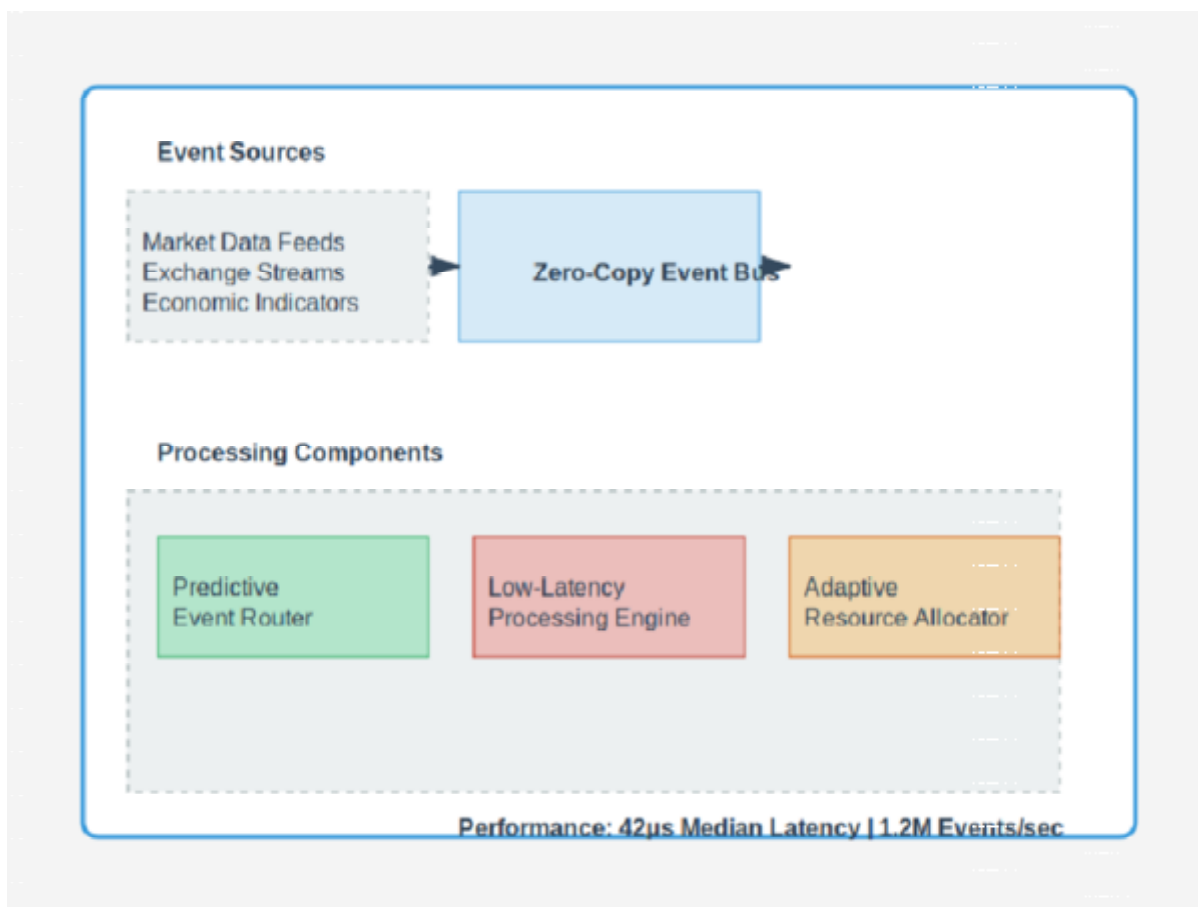 Event Sources
Market Data Feeds
Exchange Streams
Economic Indicators
Zero-Copy Event Bus
Processing Components
Predictive
Event Router
Low-Latency
Processing Engine
Adaptive
Resource Allocator
Performance: 42μs Median Latency | 1.2M Events/sec